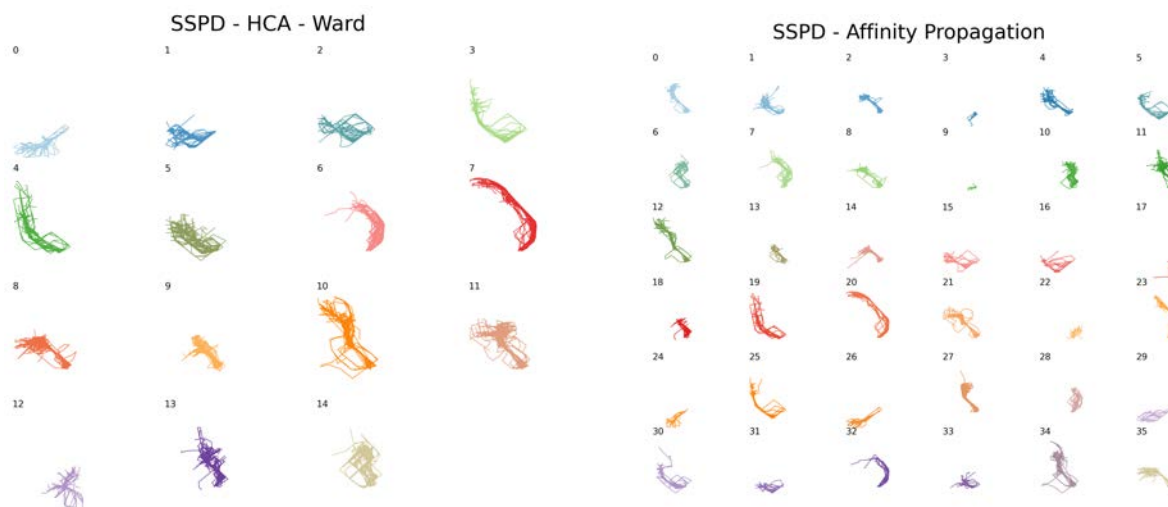 SSPD - HCA - Ward
0 1 2 3
4 5 6 7
8 9 10 11
12 13 14
SSPD - Affinity Propagation
0 1 2 3 4 5
6 7 8 9 10 11
12 13 14 15 16 17
18 19 20 21 22 23
24 25 26 27 28 29
30 31 32 33 34 35